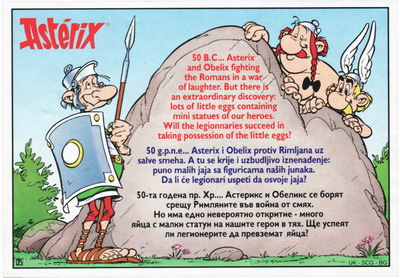 Astérix
50 B.C... Asterix
and Obelix fighting
the Romans in a war
of laughter. But there is
an extraordinary discovery:
lots of little eggs containing
mini statues of our heroes.
Will the legionnaries succeed in
taking possession of the little eggs?
50 g.p.n.e... Asterix i Obelix protiv Rimljana uz
salve smeha. A tu se krije i uzbudljivo iznenađenje:
puno malih jaja sa figuricama naših junaka.
Da li će legionari uspeti da osvoje jaja?
50-та година пр. Хр.... Астерикс и Обеликс се борят
срещу Римляните във война от смях.
Но има едно невероятно откритие - много
яйца с малки статуи на нашите герои в тях. Ще успеят
ли легионерите да превземат яйца?
UK - SCG - BG